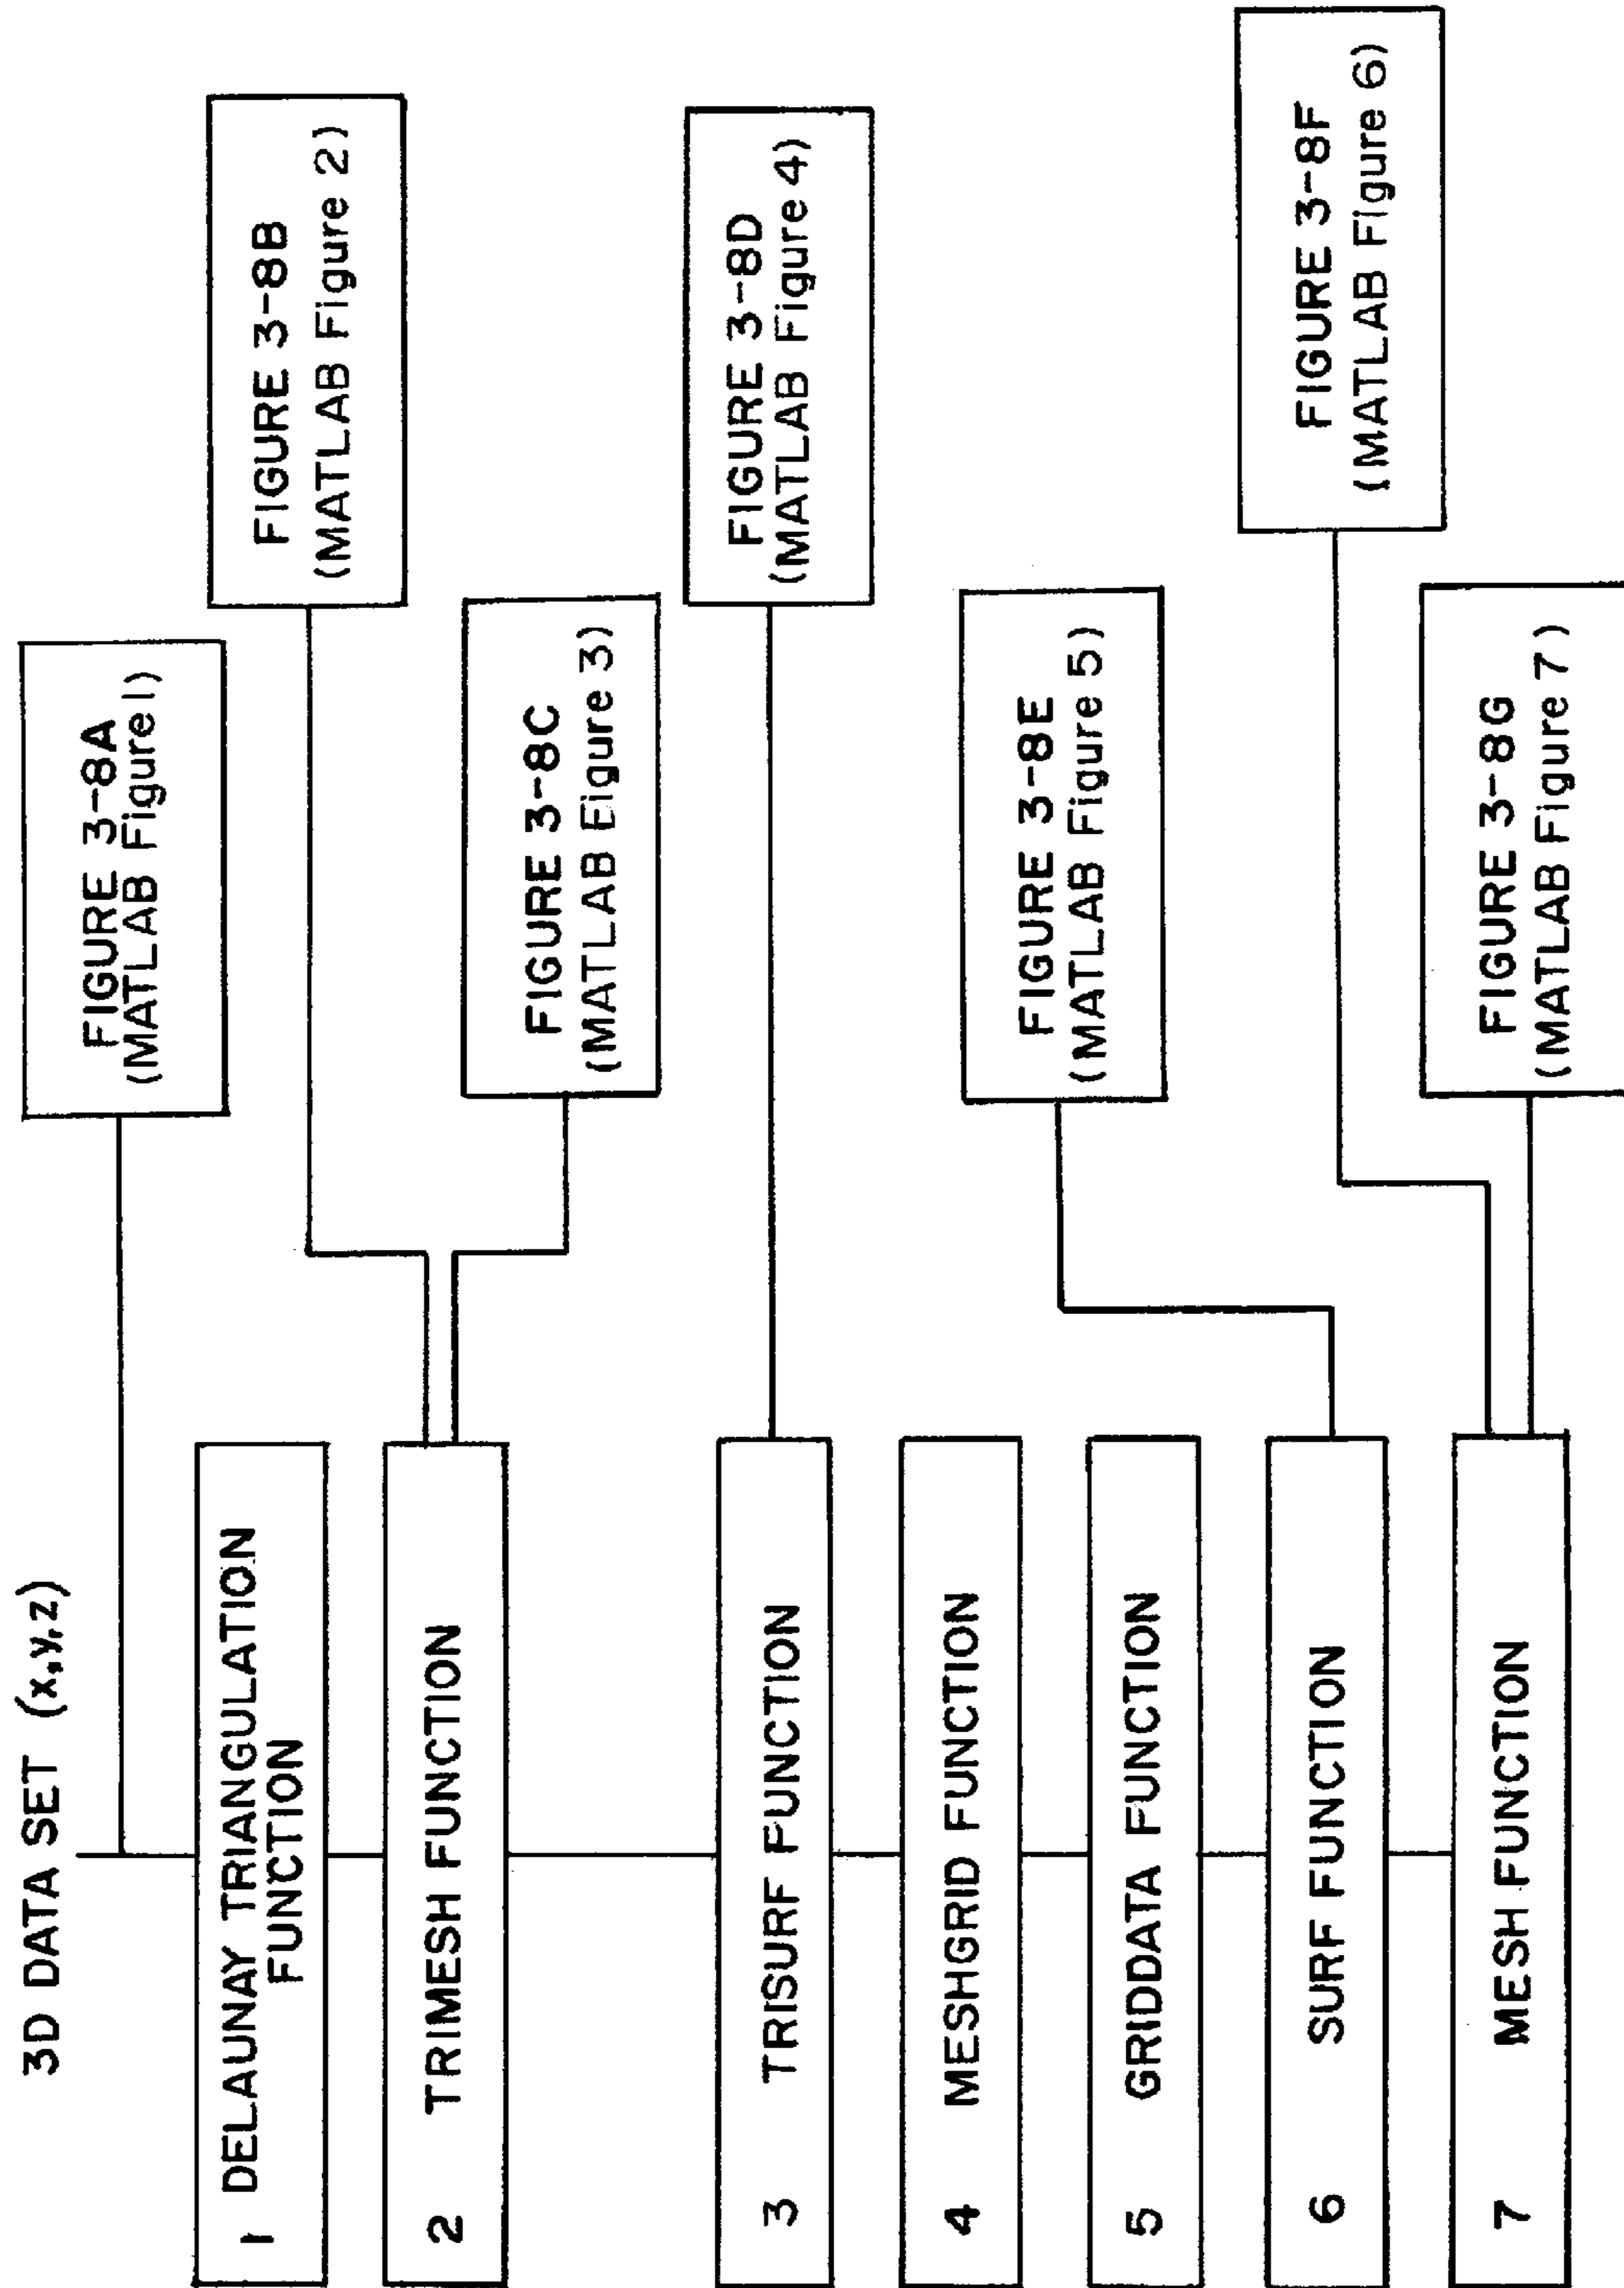 3D DATA SET (x,y,z)
FIGURE 3-8A
(MATLAB Figure 1)
1 DELAUNAY TRIANGULATION
FUNCTION
FIGURE 3-8B
(MATLAB Figure 2)
2 TRIMESH FUNCTION
FIGURE 3-8C
(MATLAB Eigure 3)
FIGURE 3-8D
(MATLAB Figure 4)
3 TRISURF FUNCTION
4 MESHGRID FUNCTION
FIGURE 3-8E
(MATLAB Figure 5)
5 GRIDDATA FUNCTION
6 SURF FUNCTION
FIGURE 3-8F
(MATLAB Figure 6)
7 MESH FUNCTION
FIGURE 3-8G
(MATLAB Figure 7)